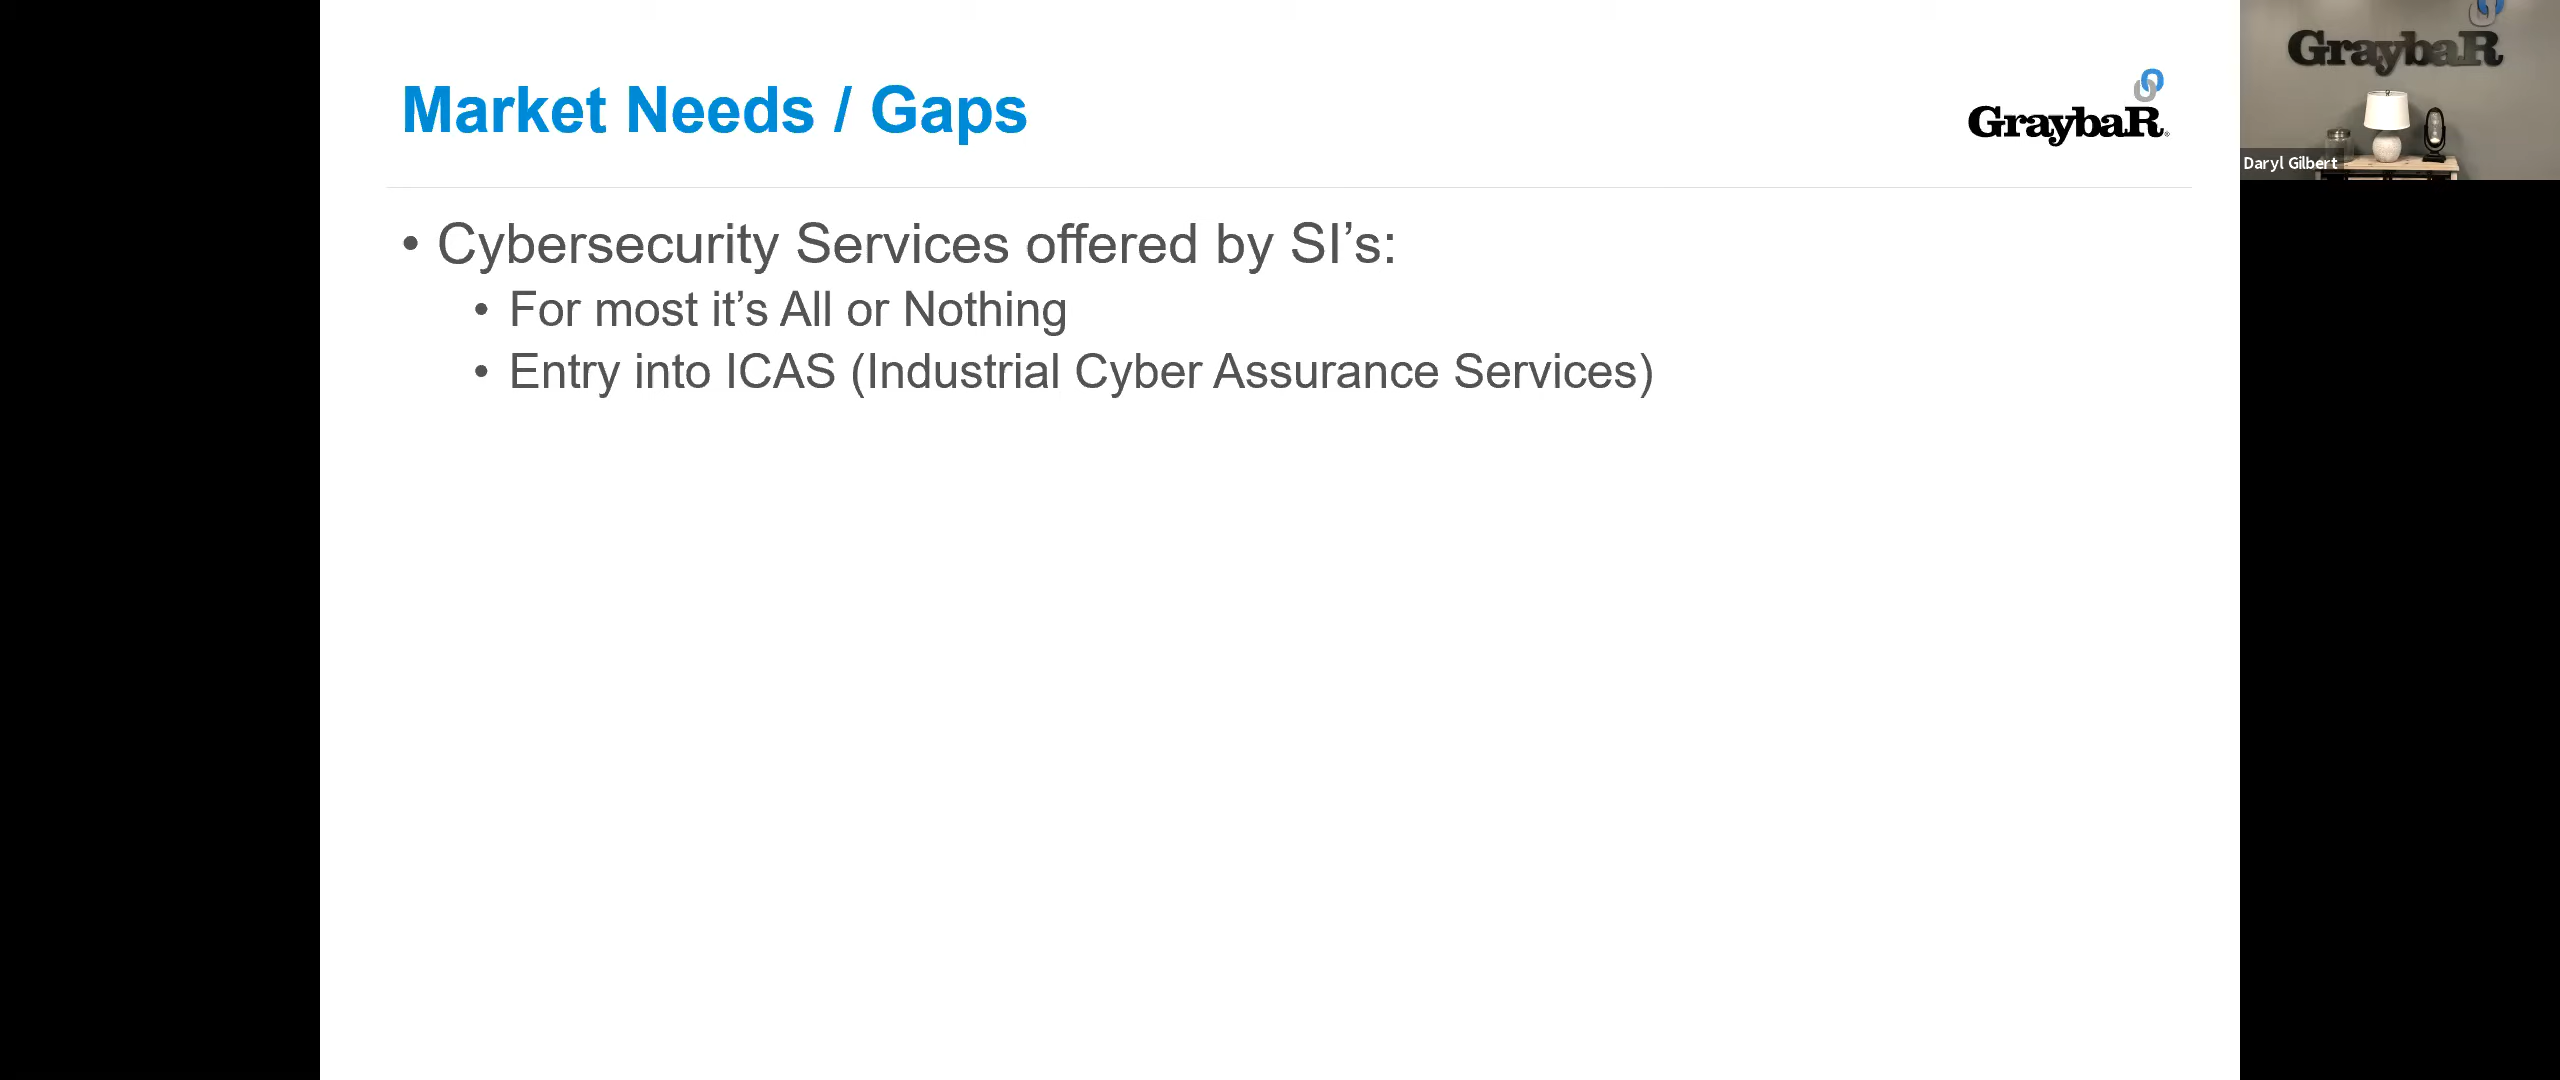 Market Needs / Gaps
GraybaR
• Cybersecurity Services offered by SI’s:
• For most it’s All or Nothing
• Entry into ICAS (Industrial Cyber Assurance Services)
GraybaR
Daryl Gilbert